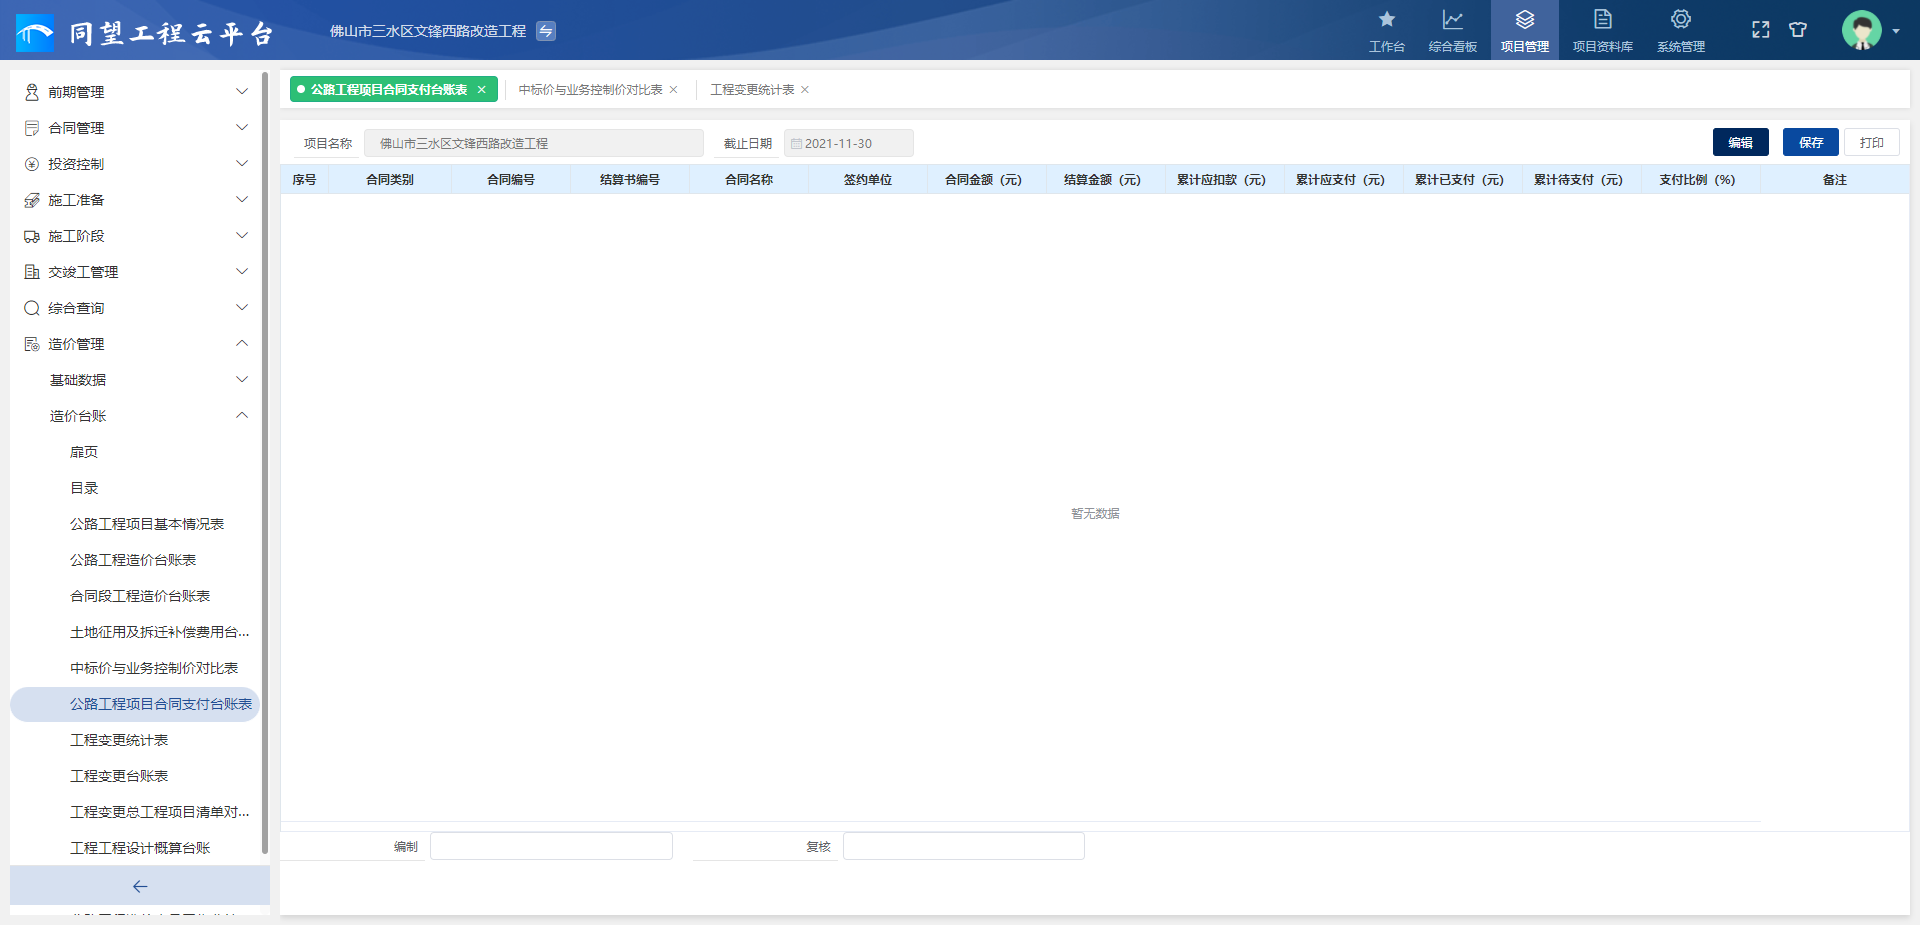 同望工程云平台
佛山市三水区文锋西路改造工程
工作台
综合看板
项目管理
项目资料库
系统管理
前期管理
合同管理
投资控制
施工准备
施工阶段
交竣工管理
综合查询
造价管理
基础数据
造价台账
扉页
目录
公路工程项目基本情况表
公路工程造价台账表
合同段工程造价台账表
土地征用及拆迁补偿费用台...
中标价与业务控制价对比表
公路工程项目合同支付台账表
工程变更统计表
工程变更台账表
工程变更总工程项目清单对...
工程工程设计概算台账
公路工程项目合同支付台账表
中标价与业务控制价对比表
工程变更统计表
项目名称 佛山市三水区文锋西路改造工程 截止日期 2021-11-30 编辑 保存 打印
序号 合同类别 合同编号 结算书编号 合同名称 签约单位 合同金额（元） 结算金额（元） 累计应扣款（元） 累计应支付（元） 累计已支付（元） 累计待支付（元） 支付比例（%） 备注
暂无数据
编制 复核